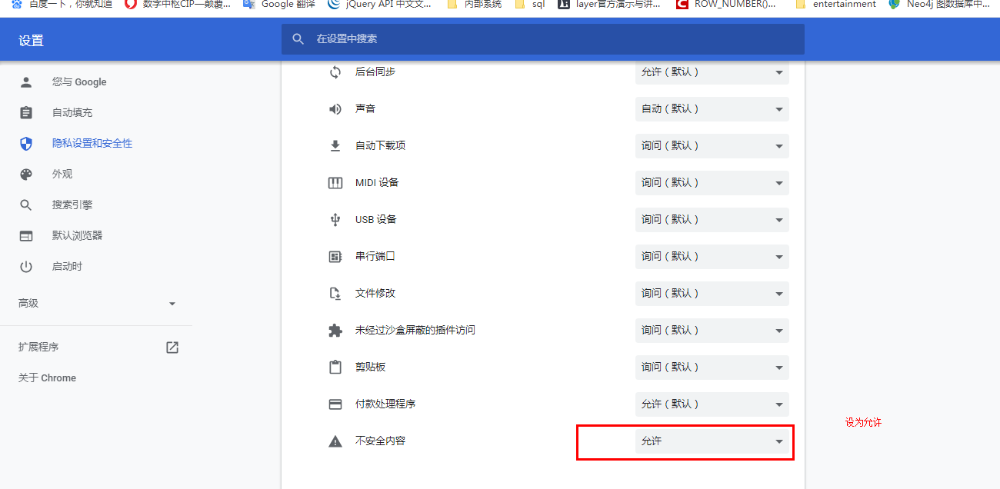 百度一下，你就知道
数字中枢CIP—颠覆...
Google 翻译
jQuery API 中文文...
内部系统
sql
layer官方演示与讲...
ROW_NUMBER()...
entertainment
Neo4j 图数据库中...
设置
在设置中搜索
您与 Google
自动填充
隐私设置和安全性
外观
搜索引擎
默认浏览器
启动时
高级
扩展程序
关于 Chrome
后台同步 允许（默认）
声音 自动（默认）
自动下载项 询问（默认）
MIDI 设备 询问（默认）
USB 设备 询问（默认）
串行端口 询问（默认）
文件修改 询问（默认）
未经过沙盒屏蔽的插件访问 询问（默认）
剪贴板 询问（默认）
付款处理程序 允许（默认）
不安全内容 允许
设为允许